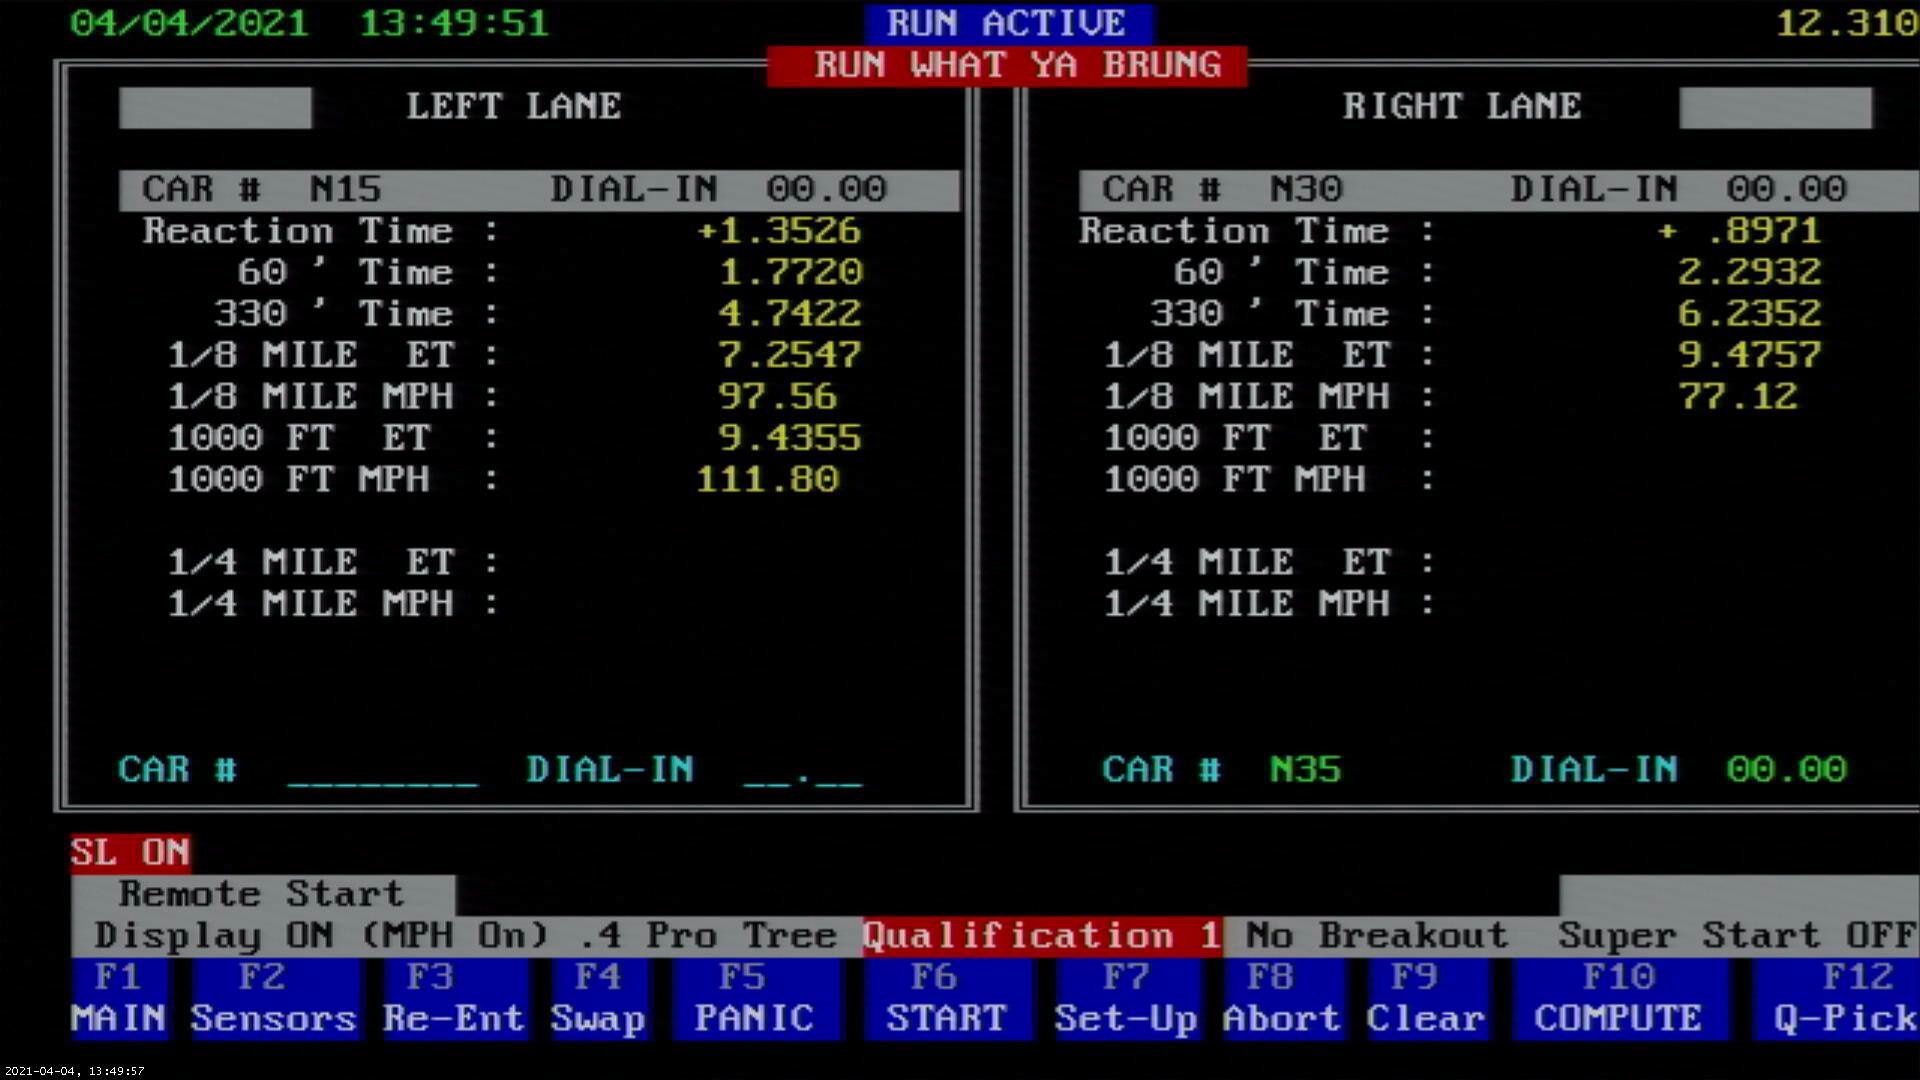 04/04/2021 13:49:51 RUN ACTIVE 12.310
RUN WHAT YA BRUNG
LEFT LANE
CAR # N15 DIAL-IN 00.00
Reaction Time : +1.3526
60 ' Time : 1.7720
330 ' Time : 4.7422
1/8 MILE ET : 7.2547
1/8 MILE MPH : 97.56
1000 FT ET : 9.4355
1000 FT MPH : 111.80
1/4 MILE ET :
1/4 MILE MPH :
CAR # ________ DIAL-IN __.__
RIGHT LANE
CAR # N30 DIAL-IN 00.00
Reaction Time : + .8971
60 ' Time : 2.2932
330 ' Time : 6.2352
1/8 MILE ET : 9.4757
1/8 MILE MPH : 77.12
1000 FT ET :
1000 FT MPH :
1/4 MILE ET :
1/4 MILE MPH :
CAR # N35 DIAL-IN 00.00
SL ON
Remote Start
Display ON (MPH On) .4 Pro Tree Qualification 1 No Breakout Super Start OFF
F1 F2 F3 F4 F5 F6 F7 F8 F9 F10 F12
MAIN Sensors Re-Ent Swap PANIC START Set-Up Abort Clear COMPUTE Q-Pick
2021-04-04, 13:49:57